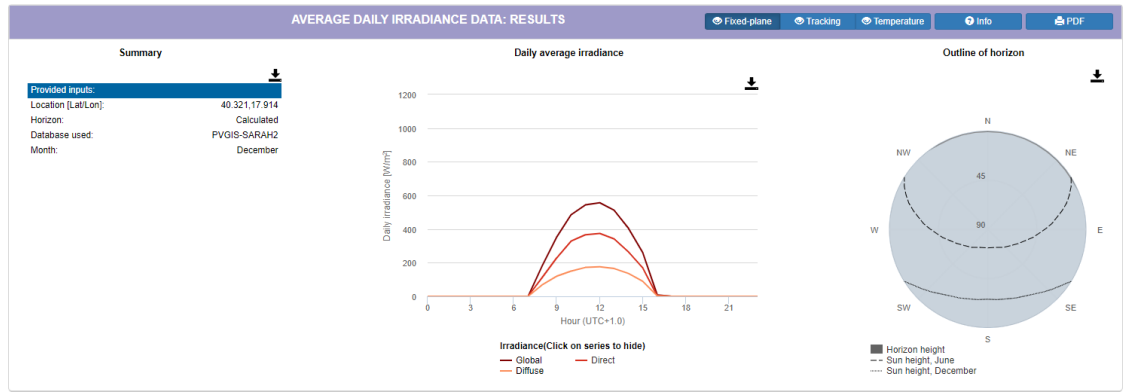 AVERAGE DAILY IRRADIANCE DATA: RESULTS
Fixed-plane
Tracking
Temperature
Info
PDF
Summary
Provided inputs:
Location [Lat/Lon]: 40.321,17.914
Horizon: Calculated
Database used: PVGIS-SARAH2
Month: December
Daily average irradiance
1200
1000
800
600
400
200
0
Daily irradiance [W/m²]
0 3 6 9 12 15 18 21
Hour (UTC+1.0)
Irradiance(Click on series to hide)
Global Direct
Diffuse
Outline of horizon
N
NW NE
45
W 90 E
SW SE
S
Horizon height
Sun height, June
Sun height, December